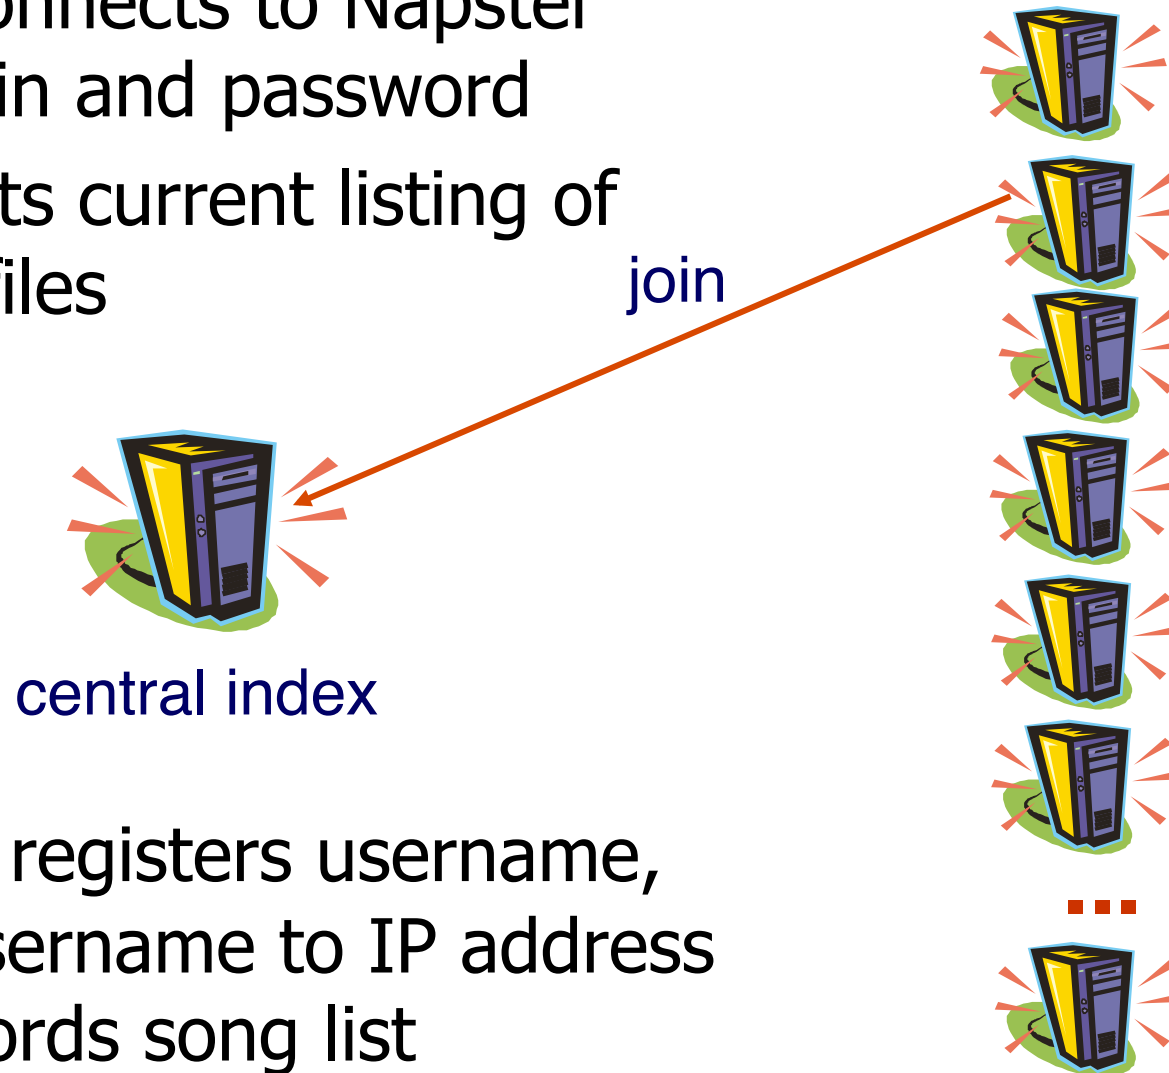 onnects to Napster
in and password
ts current listing of
files
join
central index
registers username,
sername to IP address
ords song list